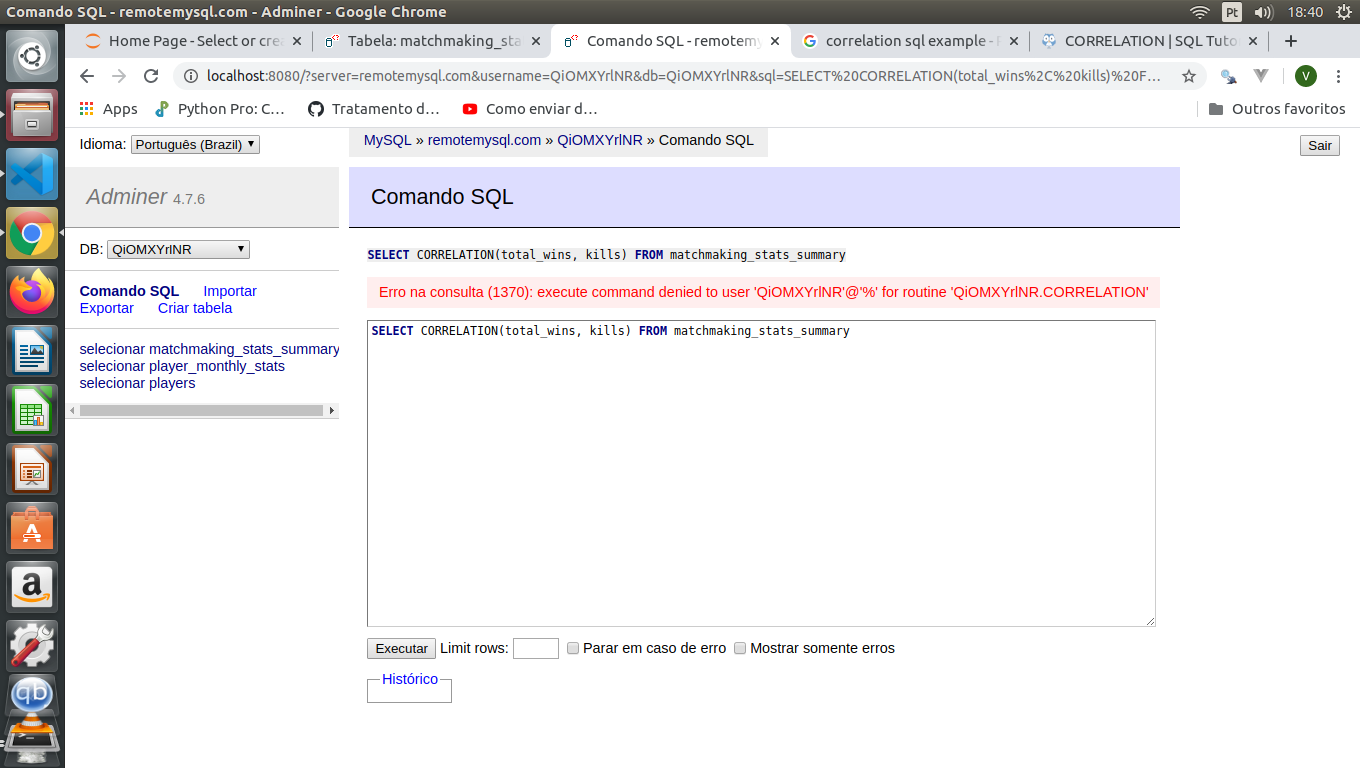 Comando SQL - remotemysql.com - Adminer - Google Chrome
Pt
18:40
Home Page - Select or cre
Tabela: matchmaking_sta
Comando SQL - remotemy
correlation sql example -
CORRELATION | SQL Tuto
localhost:8080/?server=remotemysql.com&username=QiOMXYrlNR&db=QiOMXYrlNR&sql=SELECT%20CORRELATION(total_wins%2C%20kills)%20F...
V
Apps
Python Pro: C...
Tratamento d...
Como enviar d...
Outros favoritos
Idioma: Português (Brazil)
MySQL » remotemysql.com » QiOMXYrlNR » Comando SQL
Sair
Adminer 4.7.6
Comando SQL
DB: QiOMXYrlNR
SELECT CORRELATION(total_wins, kills) FROM matchmaking_stats_summary
Comando SQL Importar
Exportar Criar tabela
Erro na consulta (1370): execute command denied to user 'QiOMXYrlNR'@'%' for routine 'QiOMXYrlNR.CORRELATION'
SELECT CORRELATION(total_wins, kills) FROM matchmaking_stats_summary
selecionar matchmaking_stats_summary
selecionar player_monthly_stats
selecionar players
Executar Limit rows: Parar em caso de erro Mostrar somente erros
Histórico
qb